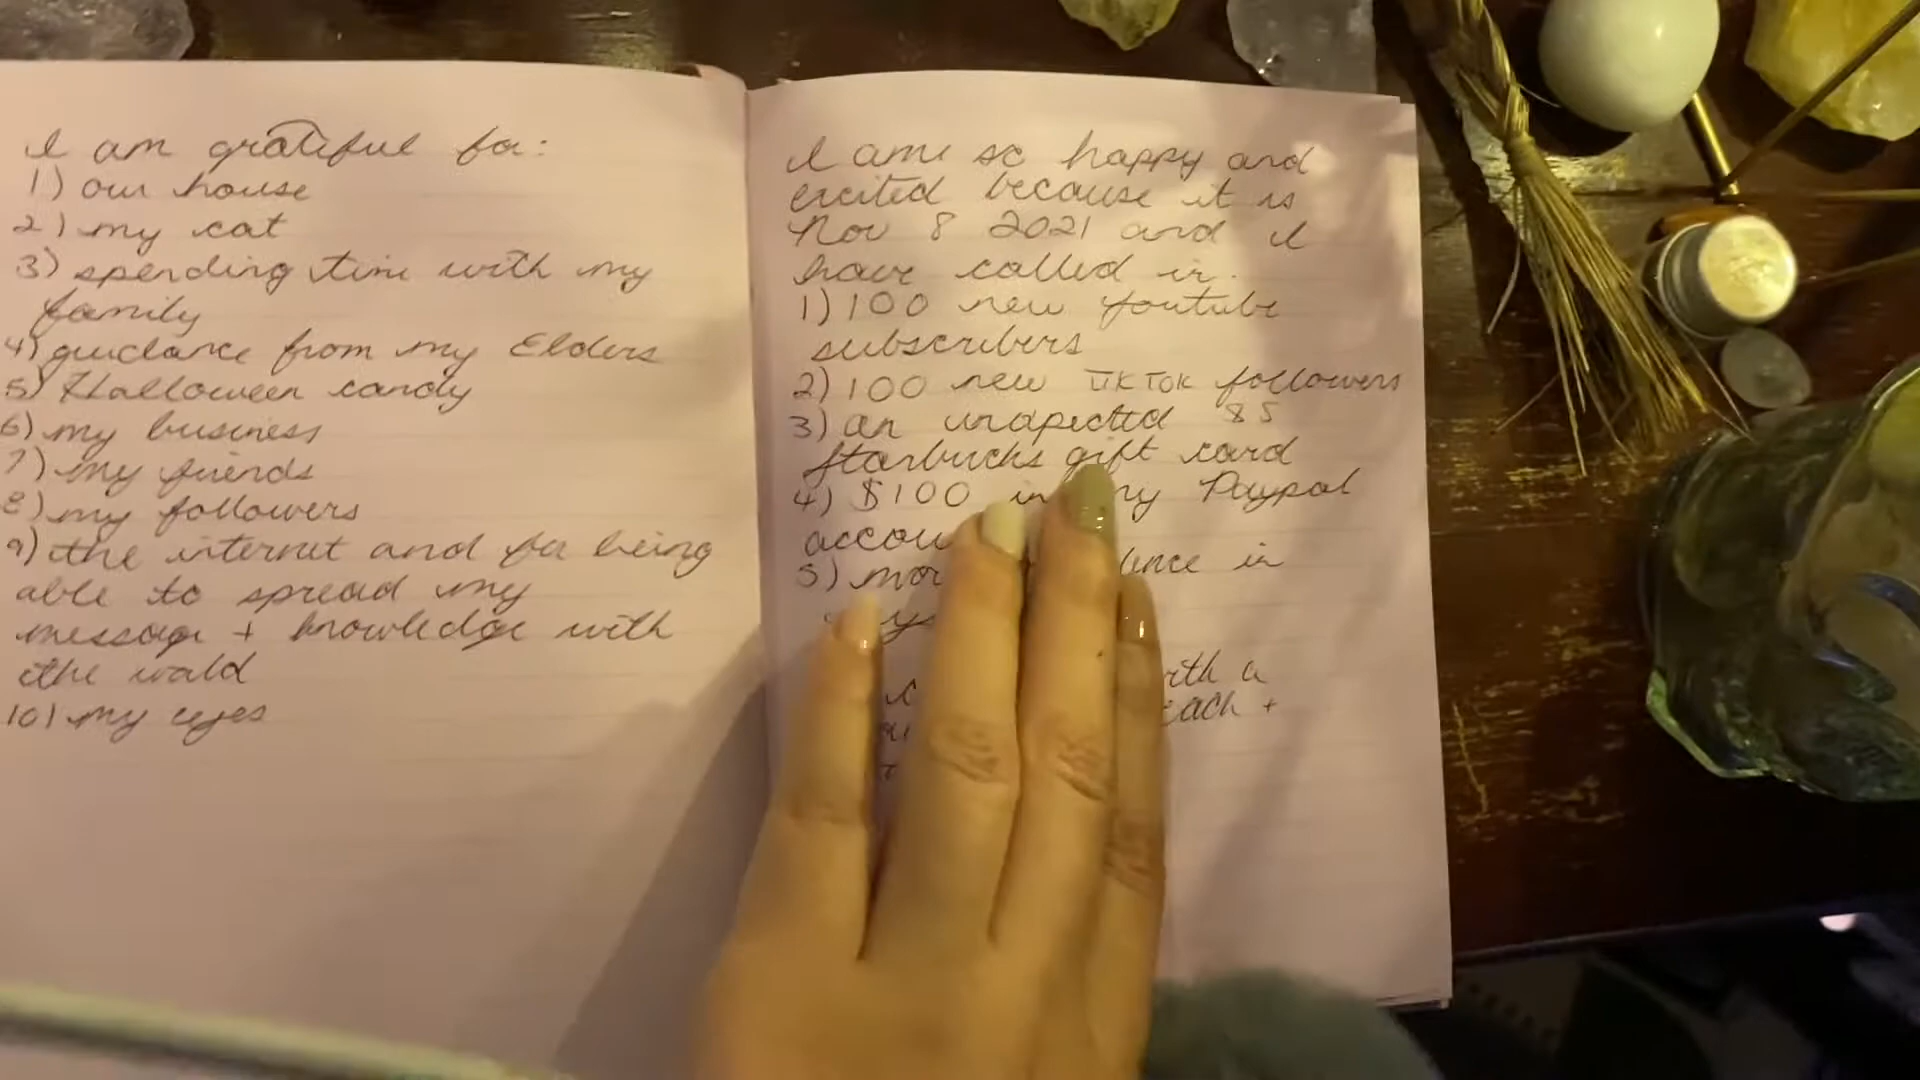 I am grateful for:
1) our house
2) my cat
3) spending time with my
family
4) guidance from my Elders
5) Halloween candy
6) my business
7) my friends
8) my followers
9) the internet and for being
able to spread my
message + knowledge with
the world
10) my eyes
I am so happy and
excited because it is
Nov 8 2021 and I
have called in.
1) 100 new Youtube
subscribers
2) 100 new TIKTOK followers
3) an unexpected $5
Starbucks gift card
4) $100 in my Paypal
5) in